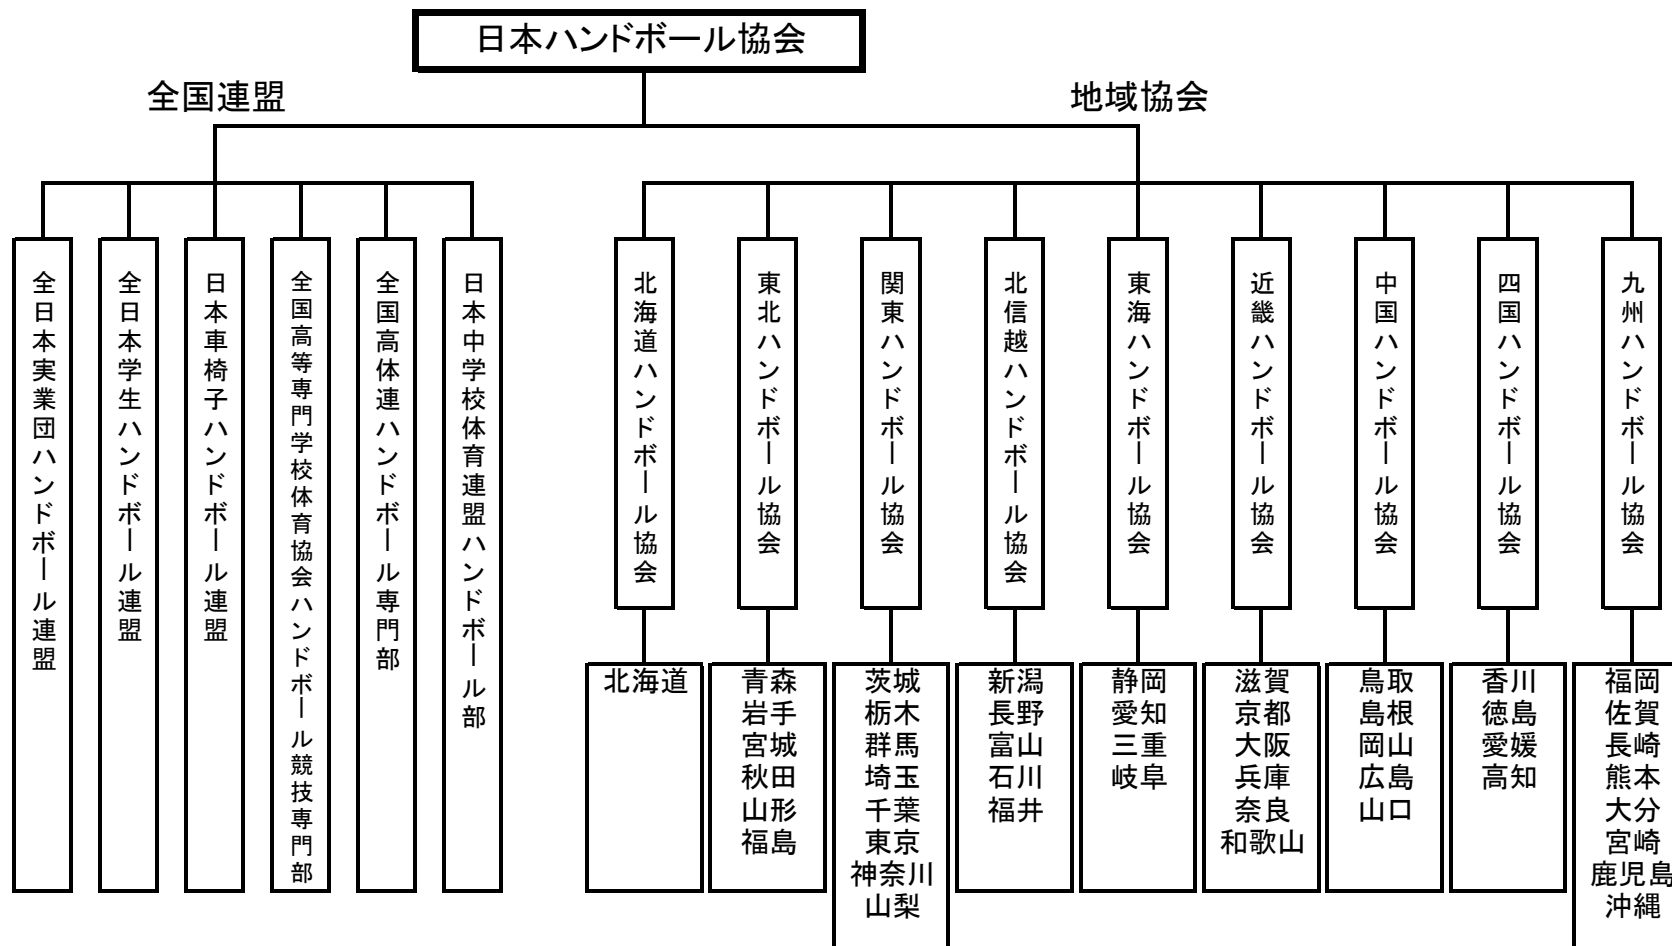 日本ハンドボール協会
全国連盟
地域協会
全日本実業団ハンドボール連盟
全日本学生ハンドボール連盟
日本車椅子ハンドボール連盟
全国高等専門学校体育協会ハンドボール競技専門部
全国高体連ハンドボール専門部
日本中学校体育連盟ハンドボール部
北海道ハンドボール協会
東北ハンドボール協会
関東ハンドボール協会
北信越ハンドボール協会
東海ハンドボール協会
近畿ハンドボール協会
中国ハンドボール協会
四国ハンドボール協会
九州ハンドボール協会
北海道
青森
岩手
宮城
秋田
山形
福島
茨城
栃木
群馬
埼玉
千葉
東京
神奈川
山梨
新潟
長野
富山
石川
福井
静岡
愛知
三重
岐阜
滋賀
京都
大阪
兵庫
奈良
和歌山
鳥取
島根
岡山
広島
山口
香川
徳島
愛媛
高知
福岡
佐賀
長崎
熊本
大分
宮崎
鹿児島
沖縄